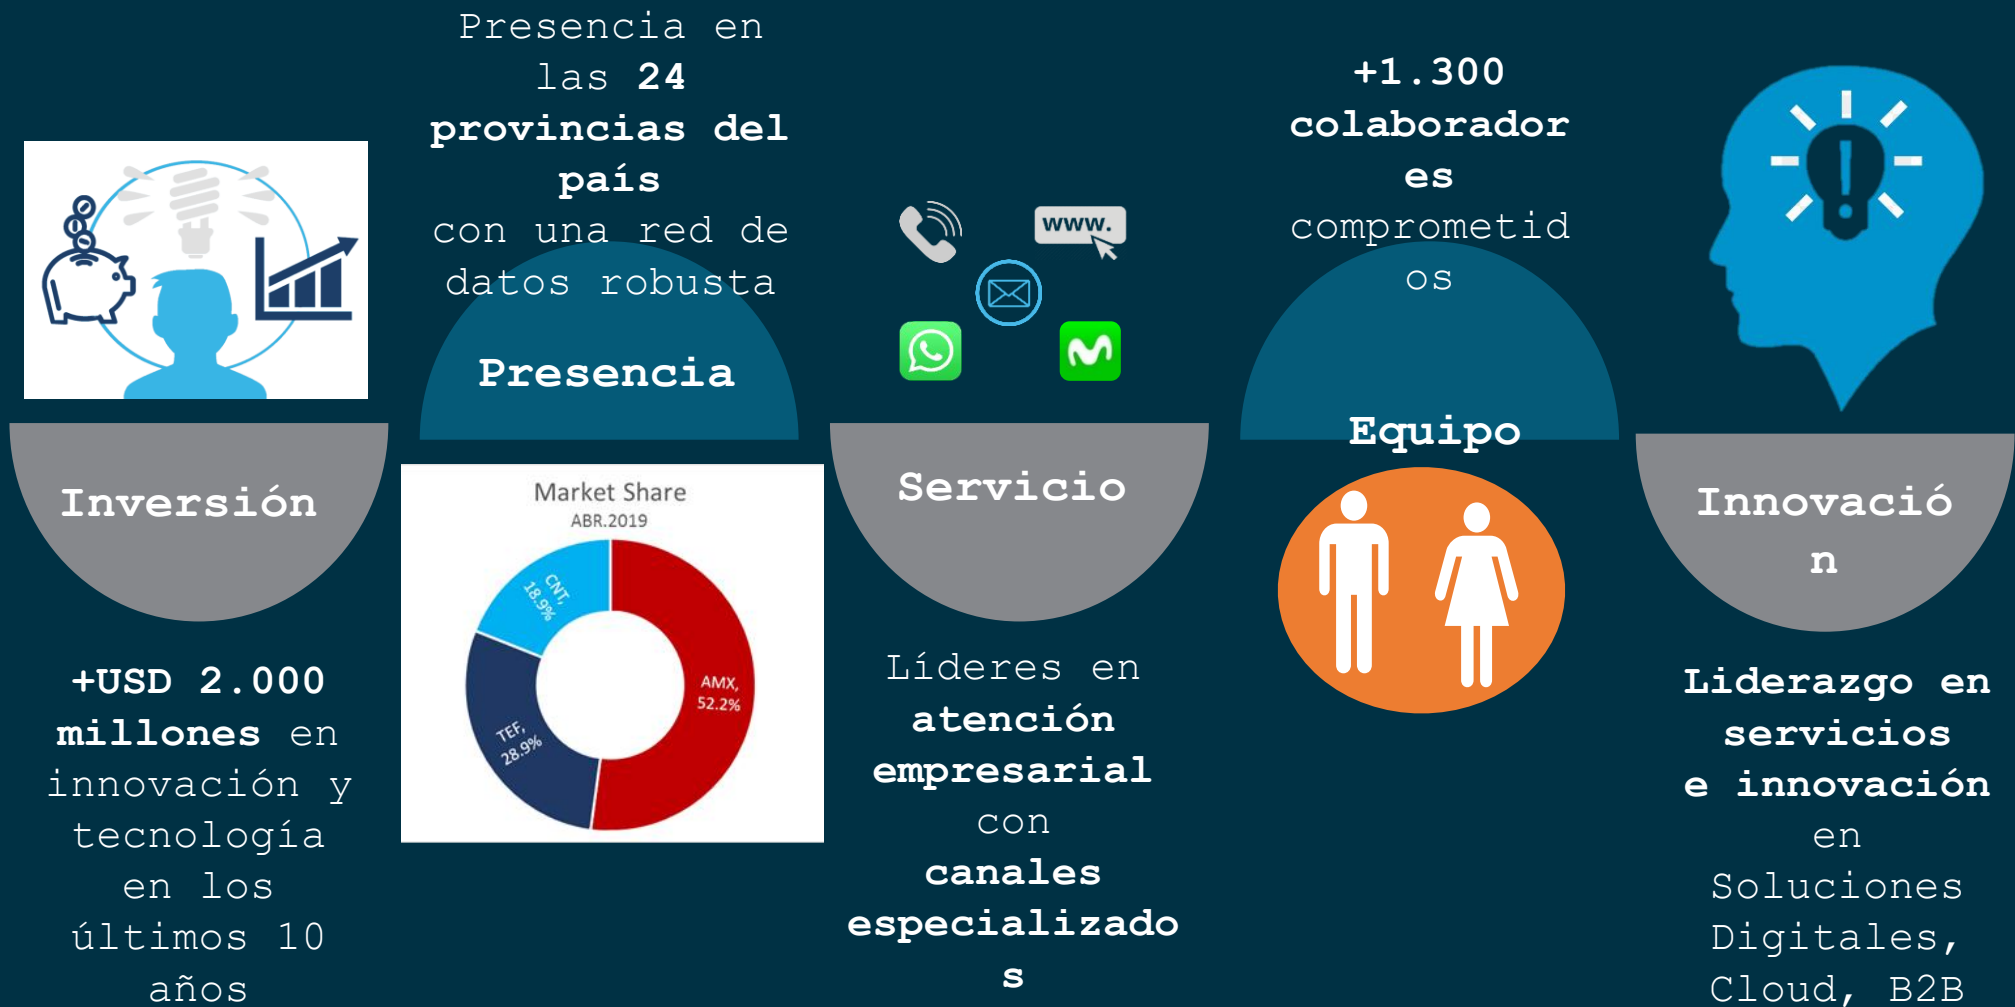 Inversión
+USD 2.000
millones en
innovación y
tecnología
en los
últimos 10
años
Presencia en
las 24
provincias del
país
con una red de
datos robusta
Presencia
Market Share
ABR.2019
CNT,
18.9%
AMX,
52.2%
TEF,
28.9%
www.
Servicio
Líderes en
atención
empresarial
con
canales
especializado
s
+1.300
colaborador
es
comprometid
os
Equipo
Innovació
n
Liderazgo en
servicios
e innovación
en
Soluciones
Digitales,
Cloud, B2B